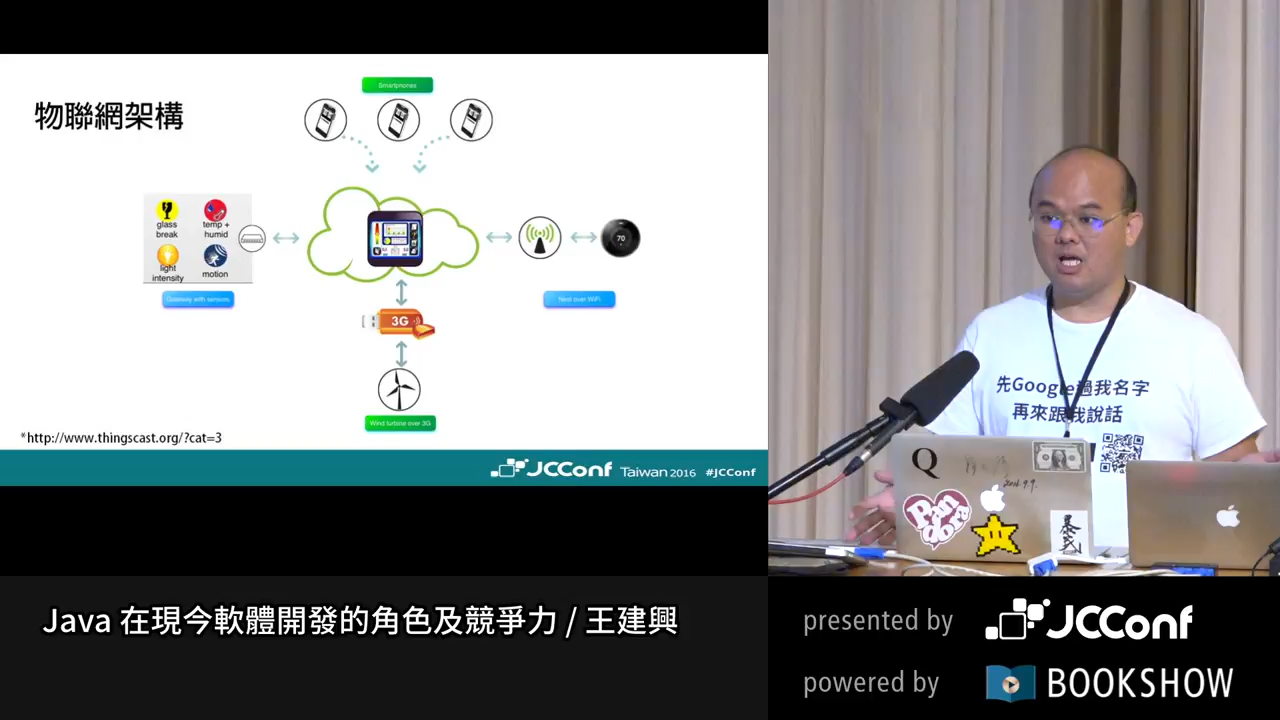 物聯網架構
Smartphones
glass
break
temp +
humid
light
intensity
motion
Gateway with sensors
70
Nest over WiFi
3G
Wind turbine over 3G
*http://www.thingscast.org/?cat=3
JCConf Taiwan 2016 #JCConf
先Google過我名字
再來跟我說話
Q
2016.9.9.
Pandora
Java 在現今軟體開發的角色及競爭力 / 王建興
presented by JCConf
powered by BOOKSHOW